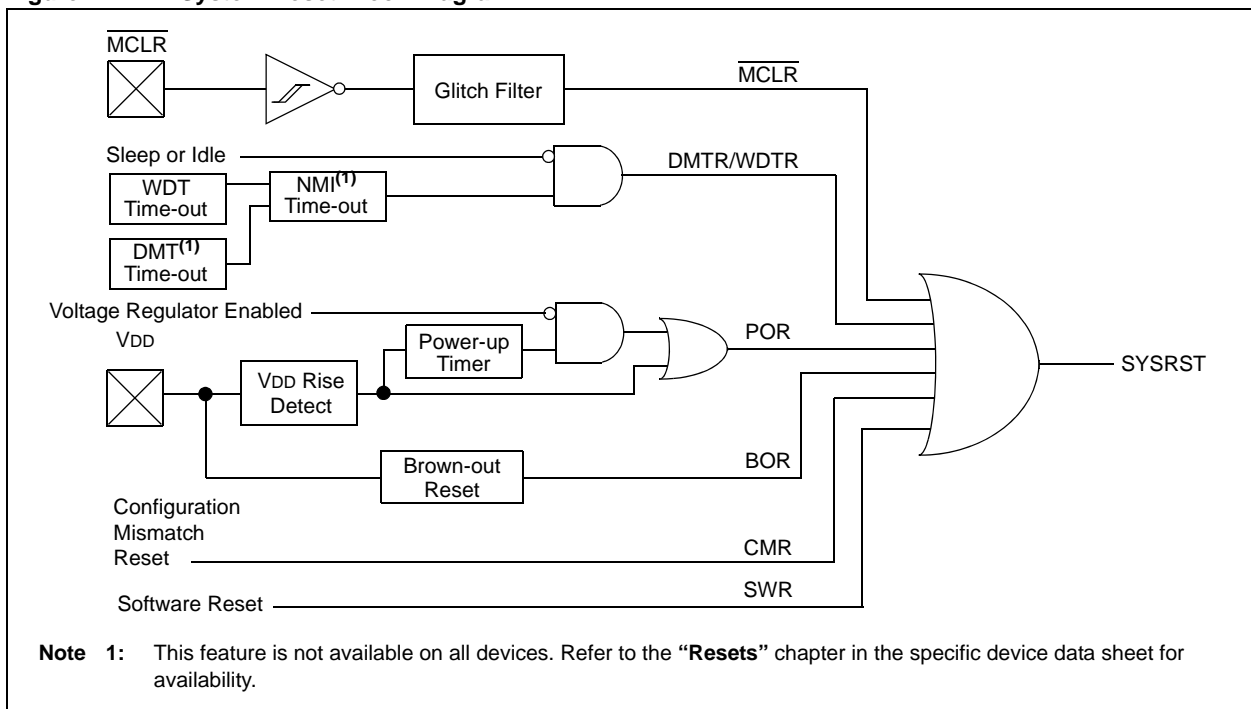 MCLR
Glitch Filter
MCLR
Sleep or Idle
DMTR/WDTR
WDT
Time-out
NMI(1)
Time-out
DMT(1)
Time-out
Voltage Regulator Enabled
VDD
Power-up
Timer
POR
VDD Rise
Detect
SYSRST
Brown-out
Reset
BOR
Configuration
Mismatch
Reset
CMR
Software Reset
SWR
Note 1: This feature is not available on all devices. Refer to the “Resets” chapter in the specific device data sheet for
availability.